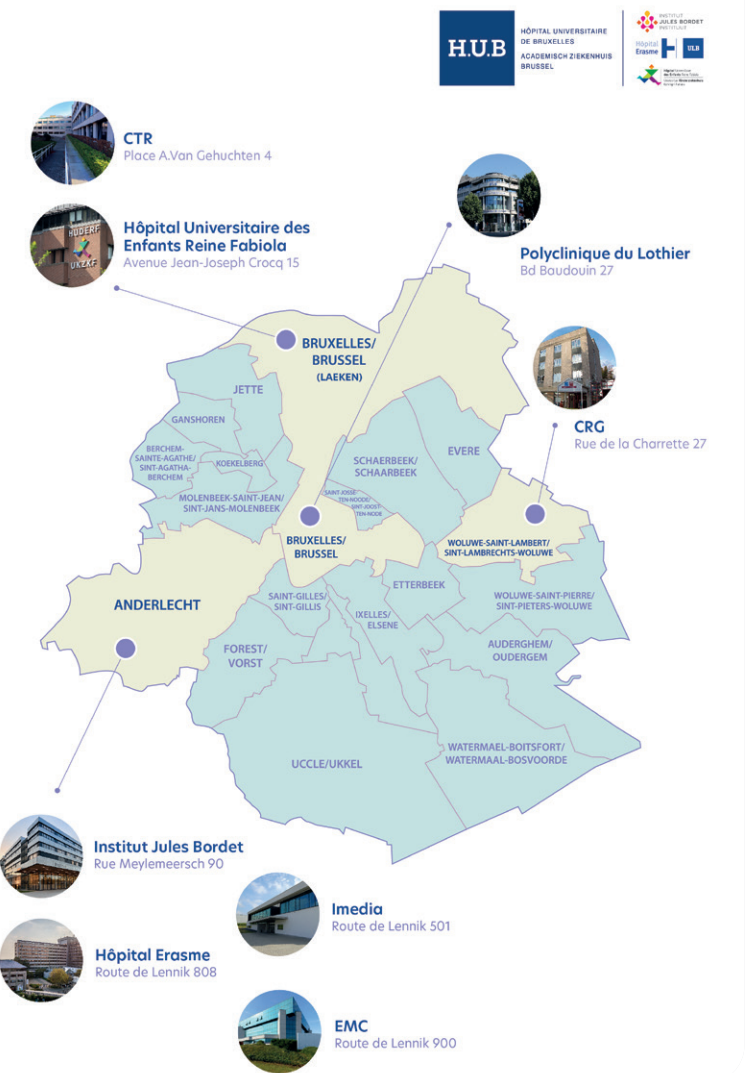 H.U.B
HÔPITAL UNIVERSITAIRE
DE BRUXELLES
ACADEMISCH ZIEKENHUIS
BRUSSEL
INSTITUT
JULES BORDET
INSTITUUT
Hôpital
Erasme
H
ULB
CTR
Place A.Van Gehuchten 4
HUDERF
UKZKF
Hôpital Universitaire des
Enfants Reine Fabiola
Avenue Jean-Joseph Crocq 15
Polyclinique du Lothier
Bd Baudouin 27
CRG
Rue de la Charrette 27
BRUXELLES/
BRUSSEL
(LAEKEN)
JETTE
GANSHOREN
BERCHEM-
SAINTE-AGATHE/
SINT-AGATHA-
BERCHEM
KOEKELBERG
MOLENBEEK-SAINT-JEAN/
SINT-JANS-MOLENBEEK
SCHAERBEEK/
SCHAARBEEK
EVERE
SAINT-JOSSE-
TEN-NOODE/
SINT-JOOST-
TEN-NODE
BRUXELLES/
BRUSSEL
WOLUWE-SAINT-LAMBERT/
SINT-LAMBRECHTS-WOLUWE
ANDERLECHT
SAINT-GILLES/
SINT-GILLIS
IXELLES/
ELSENE
ETTERBEEK
WOLUWE-SAINT-PIERRE/
SINT-PIETERS-WOLUWE
FOREST/
VORST
AUDERGHEM/
OUDERGEM
UCCLE/UKKEL
WATERMAEL-BOITSFORT/
WATERMAAL-BOSVOORDE
Institut Jules Bordet
Rue Meylemeersch 90
Imedia
Route de Lennik 501
Hôpital Erasme
Route de Lennik 808
EMC
Route de Lennik 900